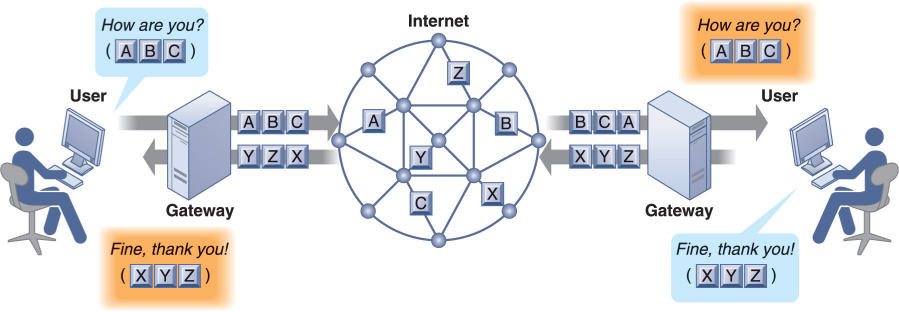 How are you?
( A B C )
User
Gateway
A B C
Y Z X
Fine, thank you!
( X Y Z )
Internet
Z
A
B
Y
C
X
How are you?
( A B C )
User
B C A
X Y Z
Gateway
Fine, thank you!
( X Y Z )